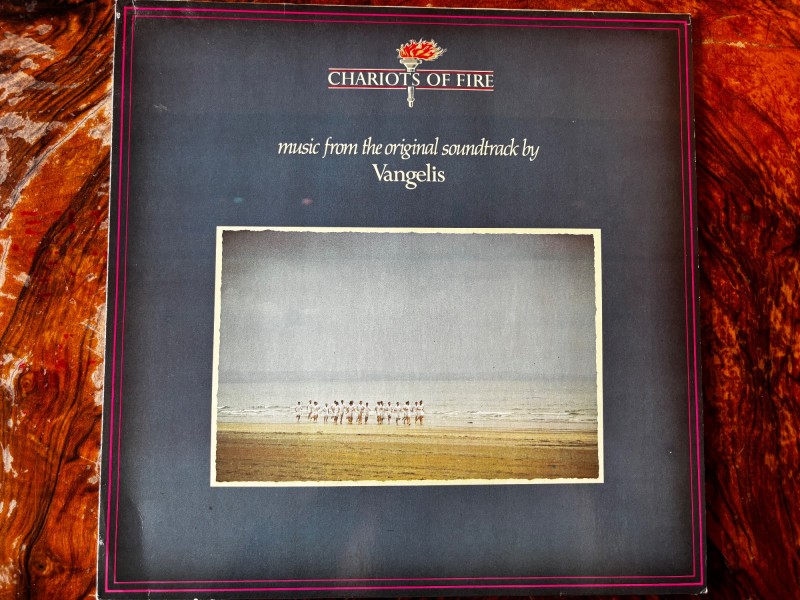 CHARIOTS OF FIRE
music from the original soundtrack by
Vangelis